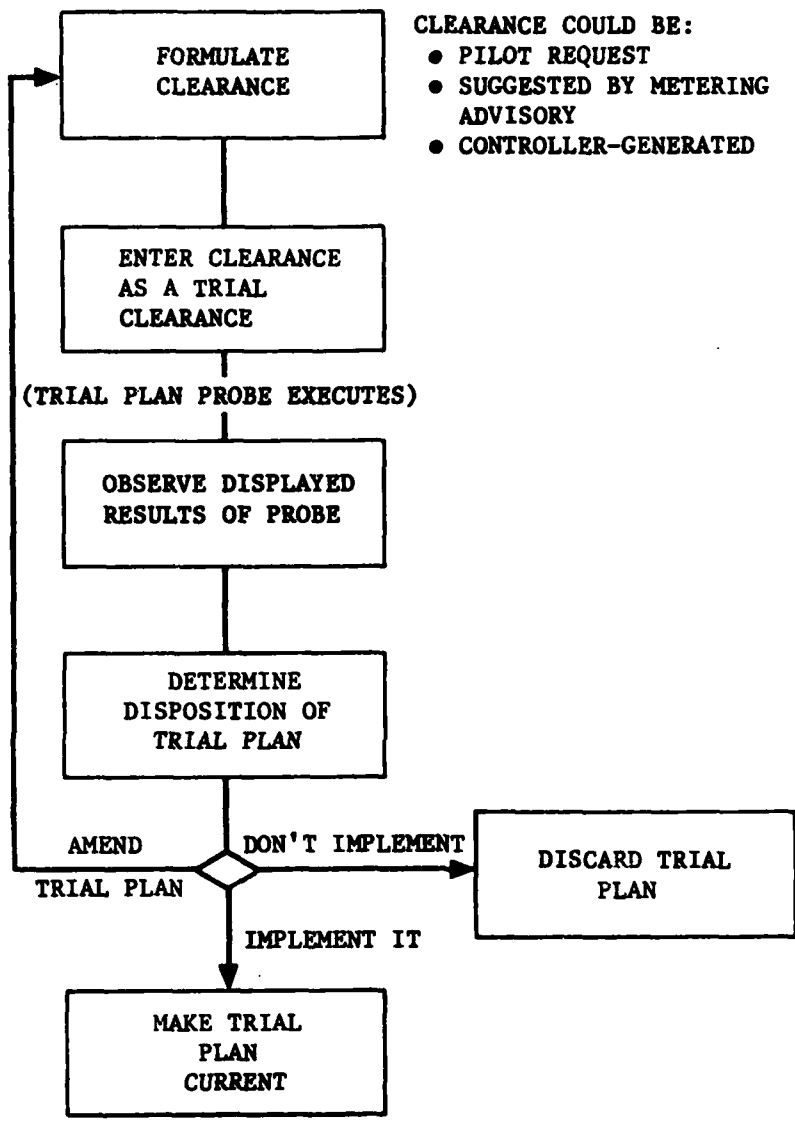 FORMULATE
CLEARANCE
CLEARANCE COULD BE:
● PILOT REQUEST
● SUGGESTED BY METERING
ADVISORY
● CONTROLLER-GENERATED
ENTER CLEARANCE
AS A TRIAL
CLEARANCE
(TRIAL PLAN PROBE EXECUTES)
OBSERVE DISPLAYED
RESULTS OF PROBE
DETERMINE
DISPOSITION OF
TRIAL PLAN
AMEND
TRIAL PLAN
DON'T IMPLEMENT
DISCARD TRIAL
PLAN
IMPLEMENT IT
MAKE TRIAL
PLAN
CURRENT